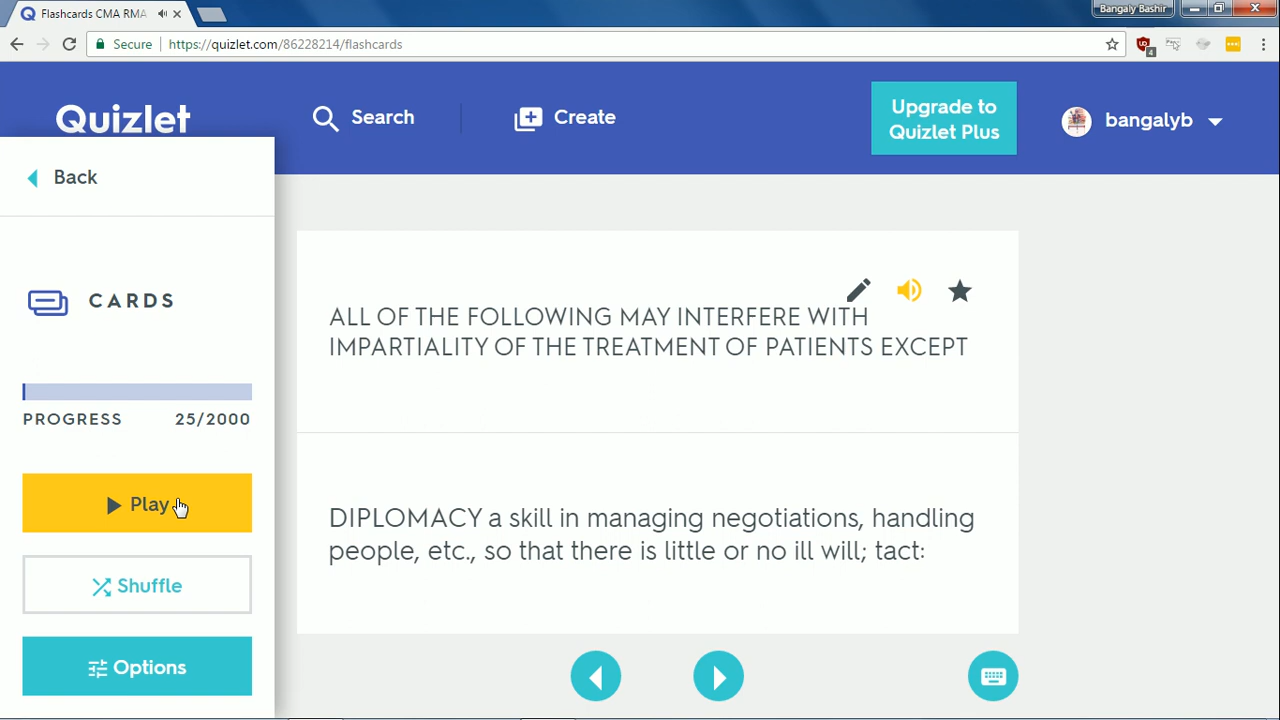 Flashcards CMA RMA
Bangaly Bashir
Secure
https://quizlet.com/86228214/flashcards
4
Quizlet
Search
Create
Upgrade to
Quizlet Plus
bangalyb
Back
CARDS
PROGRESS 25/2000
Play
Shuffle
Options
ALL OF THE FOLLOWING MAY INTERFERE WITH
IMPARTIALITY OF THE TREATMENT OF PATIENTS EXCEPT
DIPLOMACY a skill in managing negotiations, handling
people, etc., so that there is little or no ill will; tact: